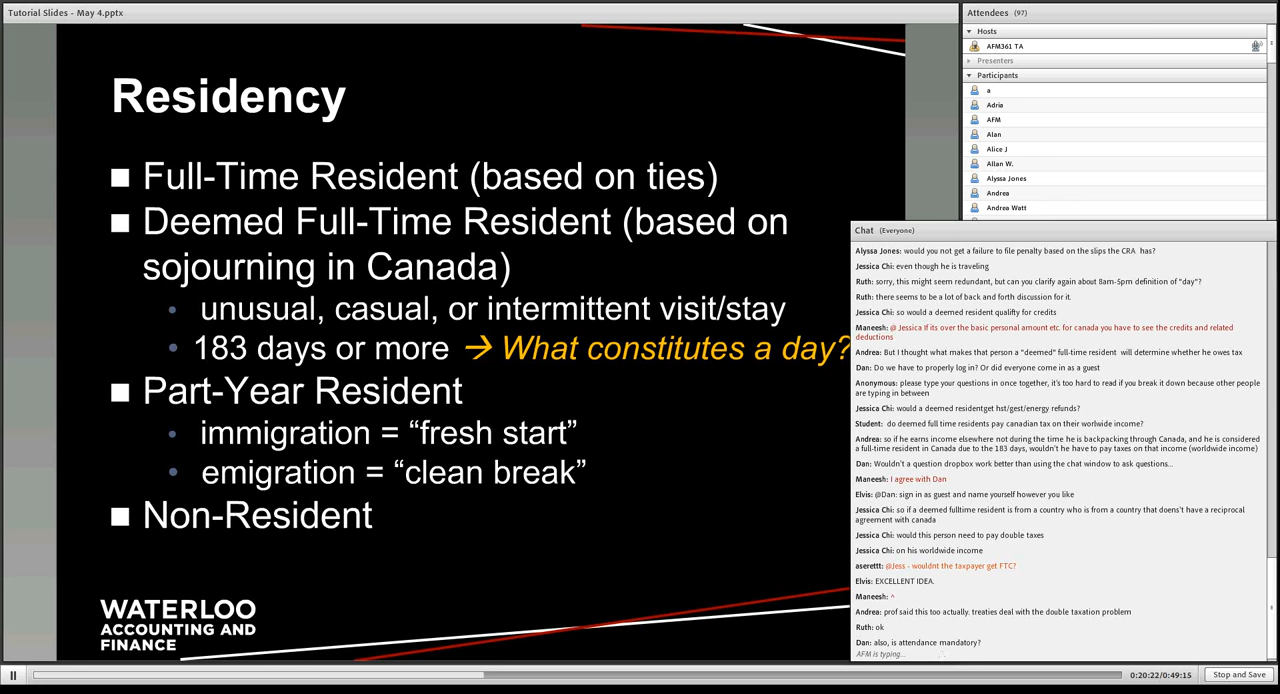 Tutorial Slides - May 4.pptx
Residency
Full-Time Resident (based on ties)
Deemed Full-Time Resident (based on
sojourning in Canada)
unusual, casual, or intermittent visit/stay
183 days or more → What constitutes a day?
Part-Year Resident
immigration = “fresh start”
emigration = “clean break”
Non-Resident
WATERLOO
ACCOUNTING AND
FINANCE
Attendees (97)
Hosts
AFM361 TA
Presenters
Participants
a
Adria
AFM
Alan
Alice J
Allan W.
Alyssa Jones
Andrea
Andrea Watt
Chat (Everyone)
Alyssa Jones: would you not get a failure to file penalty based on the slips the CRA has?
Jessica Chi: even though he is traveling
Ruth: sorry, this might seem redundant, but can you clarify again about 8am-5pm definition of "day"?
Ruth: there seems to be a lot of back and forth discussion for it.
Jessica Chi: so would a deemed resident qualify for credits
Maneesh: @ Jessica If its over the basic personal amount etc. for canada you have to see the credits and related
deductions
Andrea: But I thought what makes that person a "deemed" full-time resident will determine whether he owes tax
Dan: Do we have to properly log in? Or did everyone come in as a guest
Anonymous: please type your questions in once together, it's too hard to read if you break it down because other people
are typing in between
Jessica Chi: would a deemed residentget hst/gest/energy refunds?
Student: do deemed full time residents pay canadian tax on their worlwide income?
Andrea: so if he earns income elsewhere not during the time he is backpacking through Canada, and he is considered
a full-time resident in Canada due to the 183 days, wouldn't he have to pay taxes on that income (worldwide income)
Dan: Wouldn't a question dropbox work better than using the chat window to ask questions...
Maneesh: I agree with Dan
Elvis: @Dan: sign in as guest and name yourself however you like
Jessica Chi: so if a deemed fulltime resident is from a country who is from a country that doens't have a reciprocal
agreement with canada
Jessica Chi: would this person need to pay double taxes
Jessica Chi: on his worldwide income
aserettt: @Jess - wouldnt the taxpayer get FTC?
Elvis: EXCELLENT IDEA.
Maneesh: ^
Andrea: prof said this too actually. treaties deal with the double taxation problem
Ruth: ok
Dan: also, is attendance mandatory?
AFM is typing...
0:20:22/0:49:15
Stop and Save